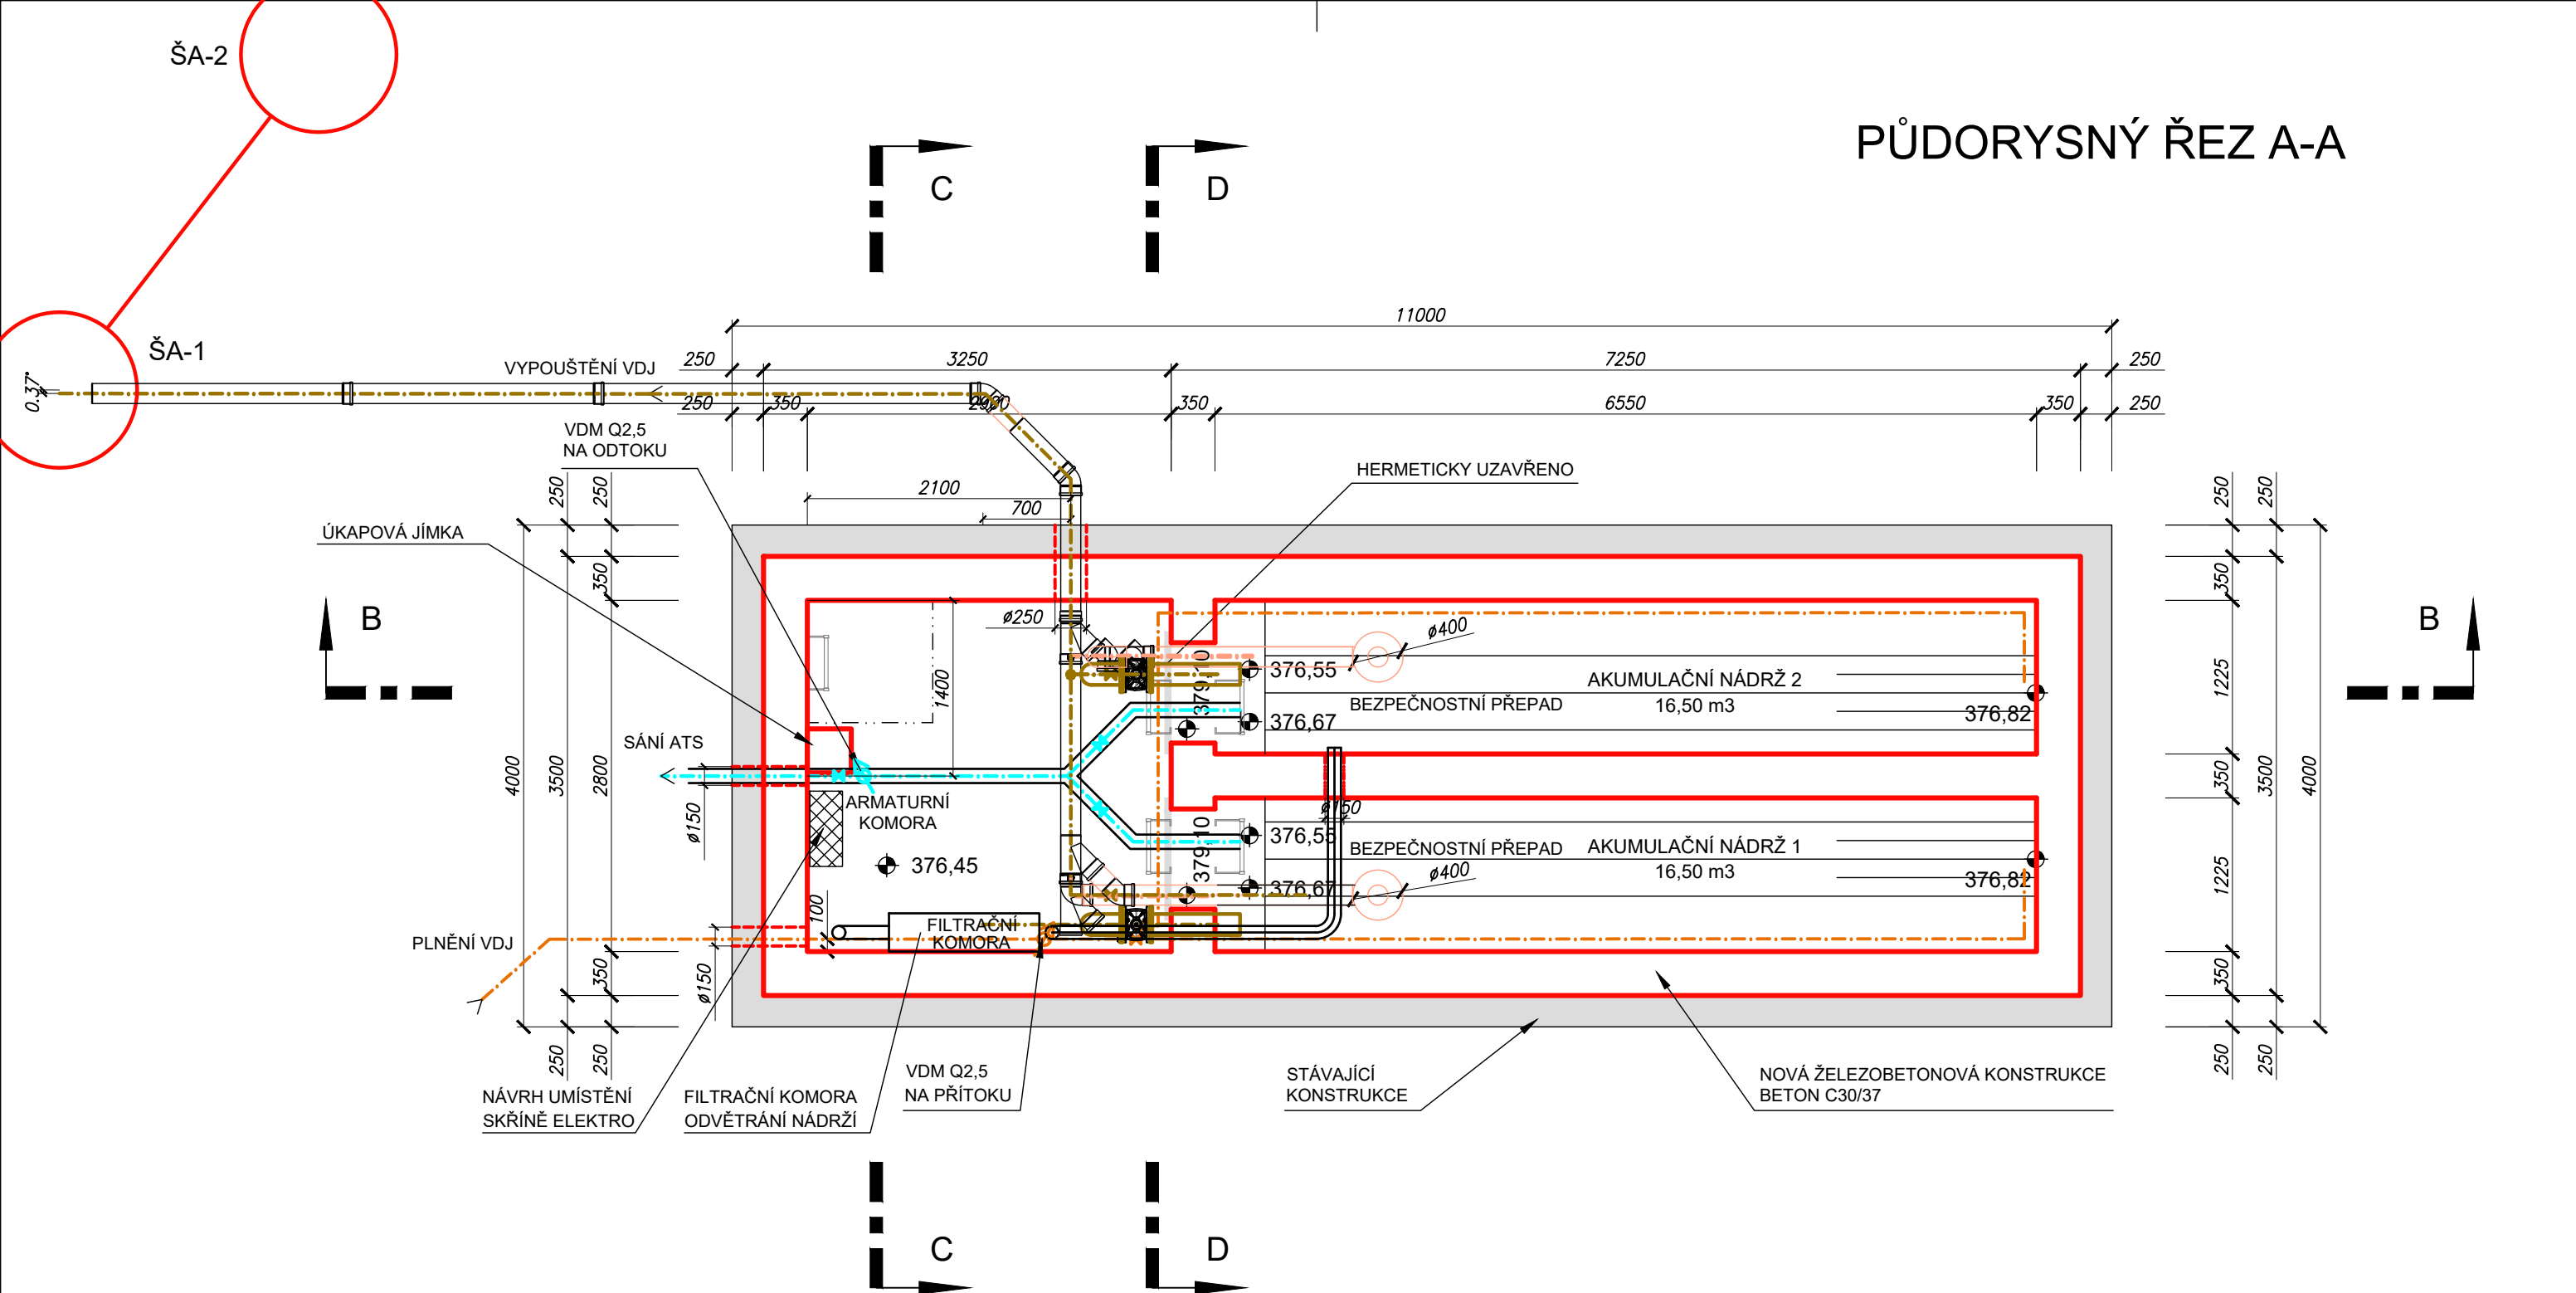 ŠA-2
PŮDORYSNÝ ŘEZ A-A
C
D
11000
ŠA-1
VYPOUŠTĚNÍ VDJ
250
3250
7250
250
0.37°
250
350
350
6550
350
250
VDM Q2,5
NA ODTOKU
HERMETICKY UZAVŘENO
2100
700
250
250
250
250
ÚKAPOVÁ JÍMKA
350
350
B
B
ø250
ø400
1400
379,10
376,55
AKUMULAČNÍ NÁDRŽ 2
16,50 m3
BEZPEČNOSTNÍ PŘEPAD
376,67
376,82
1225
SÁNÍ ATS
4000
3500
2800
350
3500
4000
ø150
ARMATURNÍ
KOMORA
ø150
376,55
379,10
BEZPEČNOSTNÍ PŘEPAD
AKUMULAČNÍ NÁDRŽ 1
16,50 m3
376,45
ø400
376,67
376,82
1225
100
FILTRAČNÍ
KOMORA
PLNĚNÍ VDJ
350
350
ø150
250
250
250
250
VDM Q2,5
NA PŘÍTOKU
STÁVAJÍCÍ
KONSTRUKCE
NOVÁ ŽELEZOBETONOVÁ KONSTRUKCE
BETON C30/37
NÁVRH UMÍSTĚNÍ
SKŘÍNĚ ELEKTRO
FILTRAČNÍ KOMORA
ODVĚTRÁNÍ NÁDRŽÍ
C
D